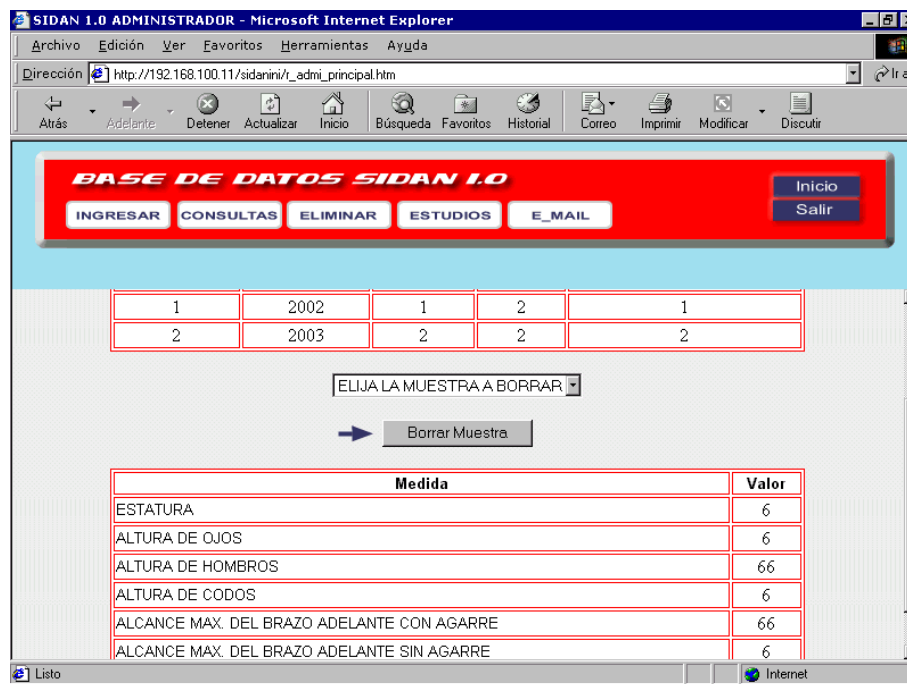 SIDAN 1.0 ADMINISTRADOR - Microsoft Internet Explorer
Archivo Edición Ver Favoritos Herramientas Ayuda
Dirección http://192.168.100.11/sidanini/r_admi_principal.htm Ir a
Atrás Adelante Detener Actualizar Inicio Búsqueda Favoritos Historial Correo Imprimir Modificar Discutir
BASE DE DATOS SIDAN 1.0
Inicio
INGRESAR CONSULTAS ELIMINAR ESTUDIOS E_MAIL
Salir
1 2002 1 2 1
2 2003 2 2 2
ELIJA LA MUESTRA A BORRAR
Borrar Muestra
Medida Valor
ESTATURA 6
ALTURA DE OJOS 6
ALTURA DE HOMBROS 66
ALTURA DE CODOS 6
ALCANCE MAX. DEL BRAZO ADELANTE CON AGARRE 66
ALCANCE MAX. DEL BRAZO ADELANTE SIN AGARRE 6
Listo Internet